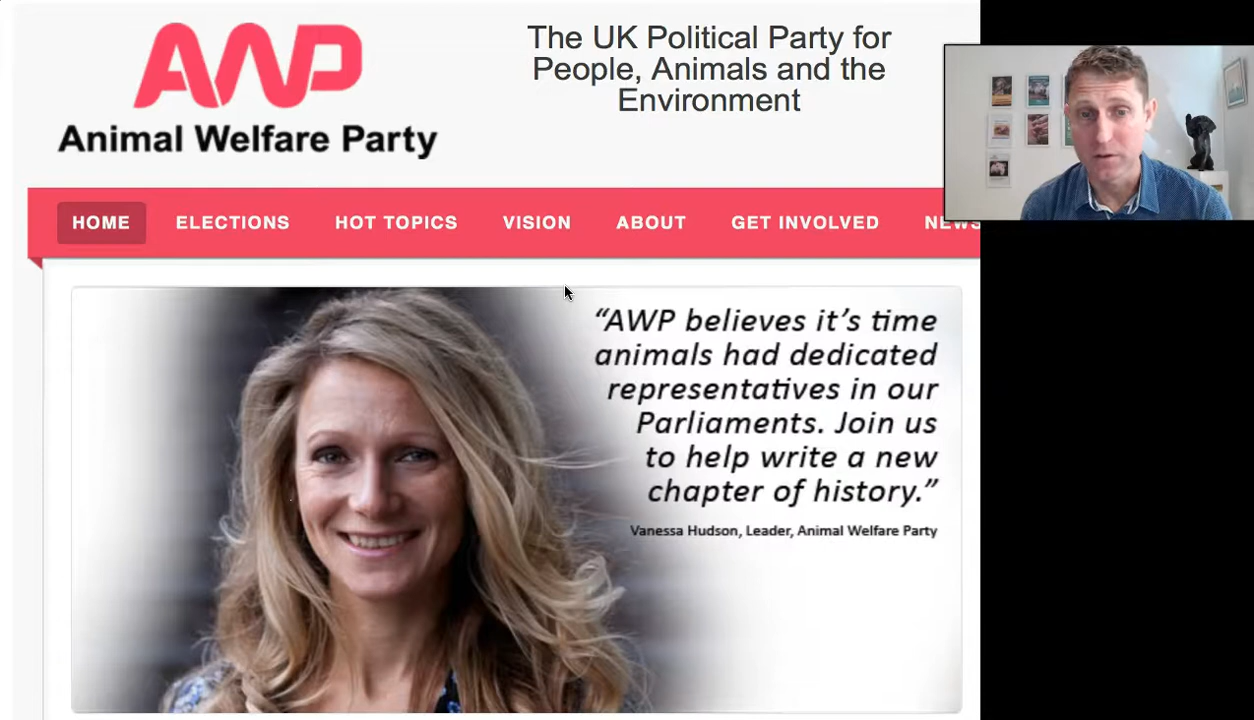 AWP
Animal Welfare Party
The UK Political Party for
People, Animals and the
Environment
HOME ELECTIONS HOT TOPICS VISION ABOUT GET INVOLVED NEWS
“AWP believes it’s time
animals had dedicated
representatives in our
Parliaments. Join us
to help write a new
chapter of history.”
Vanessa Hudson, Leader, Animal Welfare Party